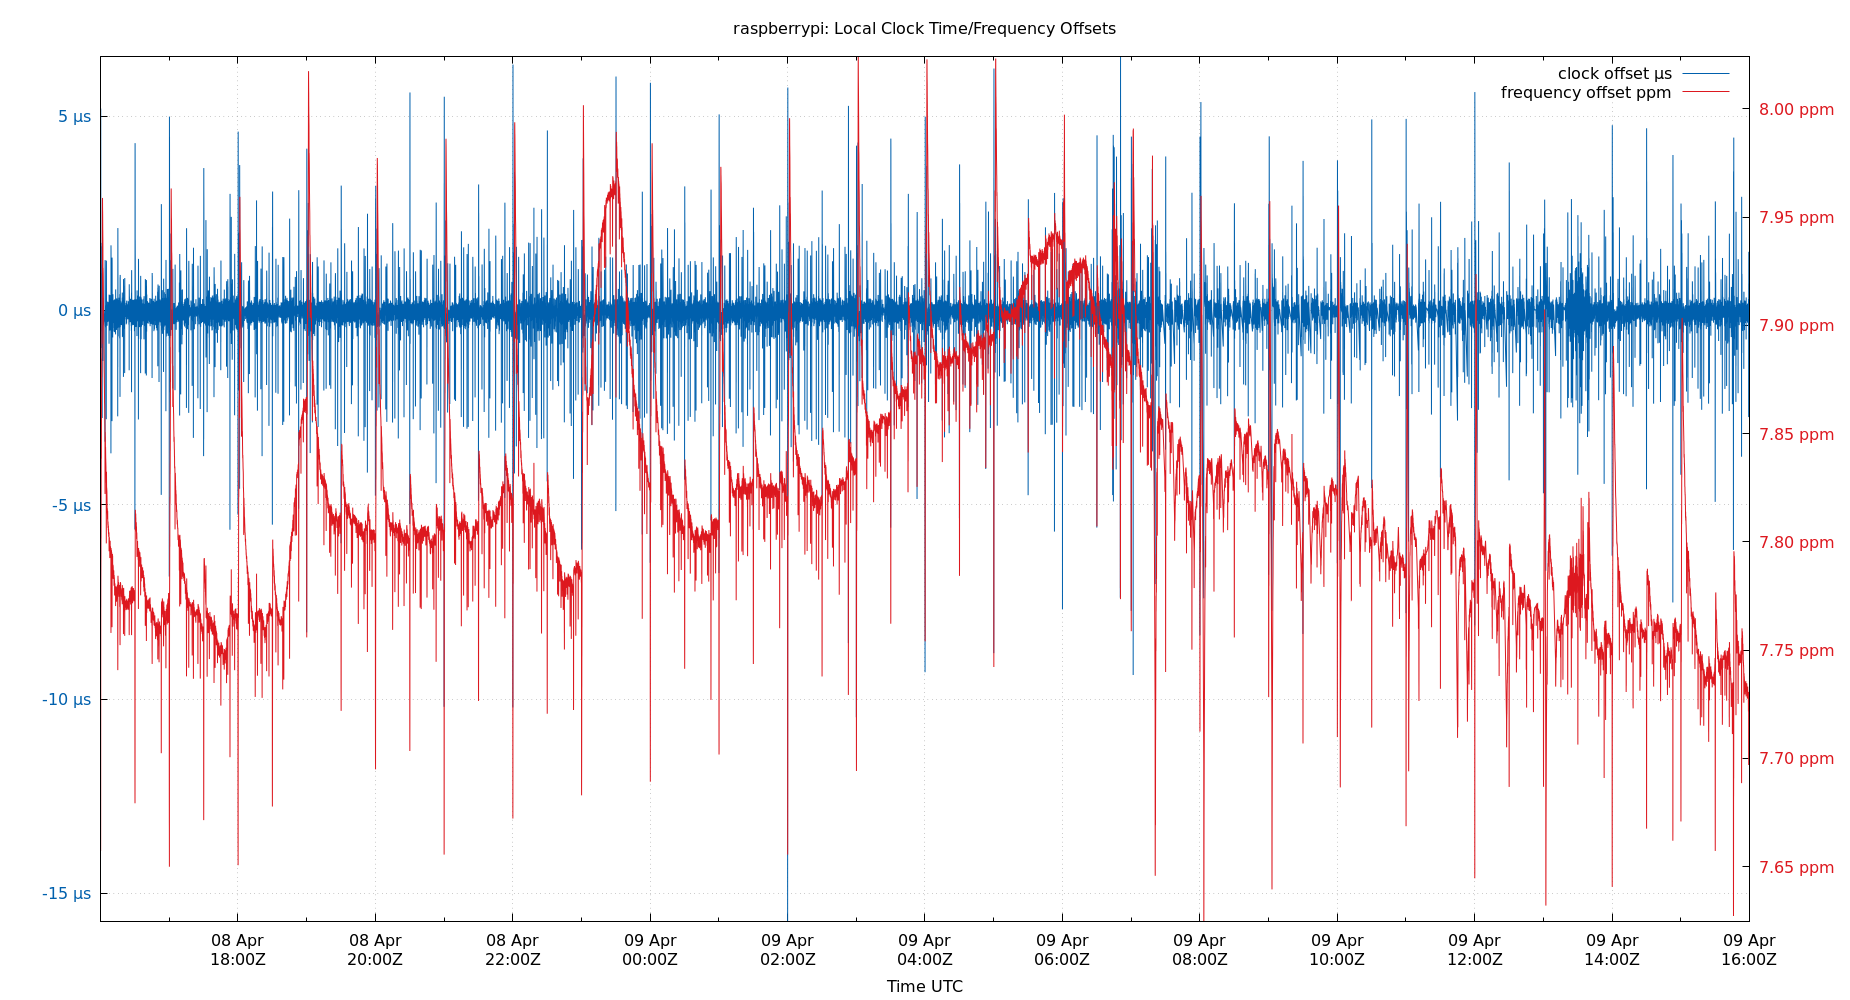 raspberrypi: Local Clock Time/Frequency Offsets
clock offset µs
frequency offset ppm
5 µs
0 µs
-5 µs
-10 µs
-15 µs
8.00 ppm
7.95 ppm
7.90 ppm
7.85 ppm
7.80 ppm
7.75 ppm
7.70 ppm
7.65 ppm
08 Apr 08 Apr 08 Apr 09 Apr 09 Apr 09 Apr 09 Apr 09 Apr 09 Apr 09 Apr 09 Apr 09 Apr
18:00Z 20:00Z 22:00Z 00:00Z 02:00Z 04:00Z 06:00Z 08:00Z 10:00Z 12:00Z 14:00Z 16:00Z
Time UTC